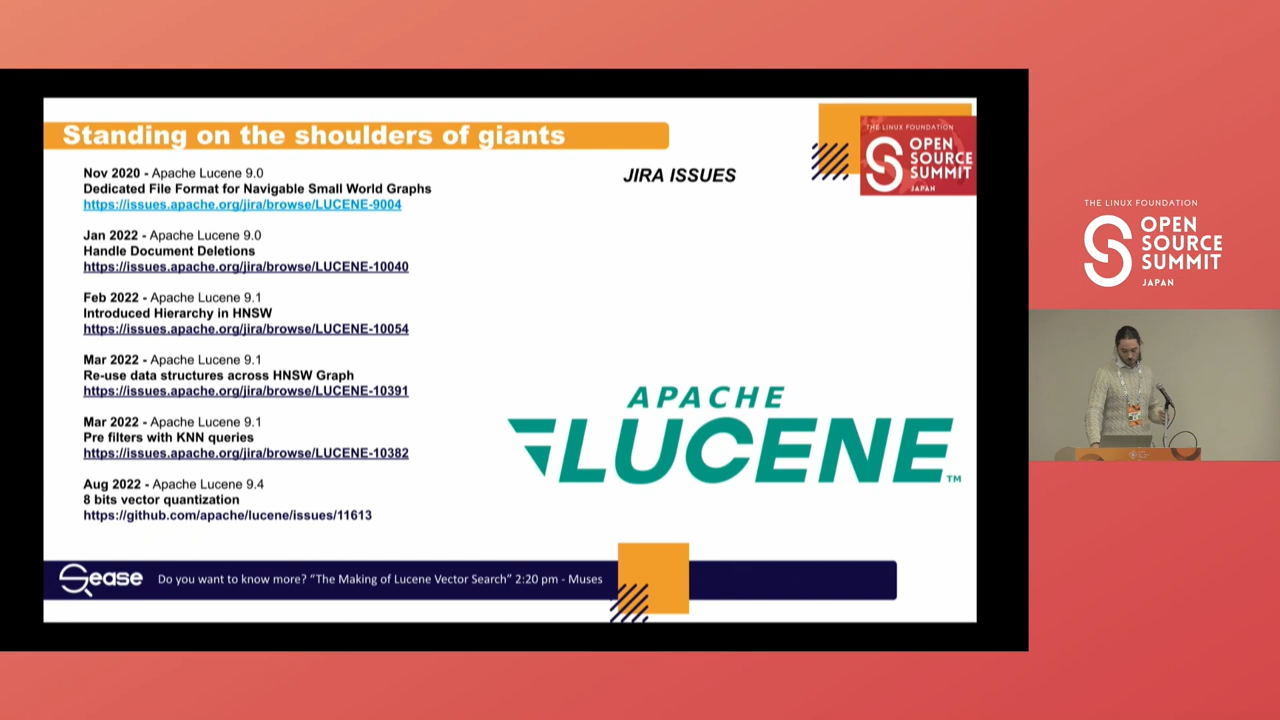 Standing on the shoulders of giants
Nov 2020 - Apache Lucene 9.0
Dedicated File Format for Navigable Small World Graphs
https://issues.apache.org/jira/browse/LUCENE-9004
Jan 2022 - Apache Lucene 9.0
Handle Document Deletions
https://issues.apache.org/jira/browse/LUCENE-10040
Feb 2022 - Apache Lucene 9.1
Introduced Hierarchy in HNSW
https://issues.apache.org/jira/browse/LUCENE-10054
Mar 2022 - Apache Lucene 9.1
Re-use data structures across HNSW Graph
https://issues.apache.org/jira/browse/LUCENE-10391
Mar 2022 - Apache Lucene 9.1
Pre filters with KNN queries
https://issues.apache.org/jira/browse/LUCENE-10382
Aug 2022 - Apache Lucene 9.4
8 bits vector quantization
https://github.com/apache/lucene/issues/11613
JIRA ISSUES
THE LINUX FOUNDATION
OPEN
SOURCE
SUMMIT
JAPAN
APACHE
LUCENE™
Sease
Do you want to know more? “The Making of Lucene Vector Search” 2:20 pm - Muses
THE LINUX FOUNDATION
OPEN
SOURCE
SUMMIT
JAPAN